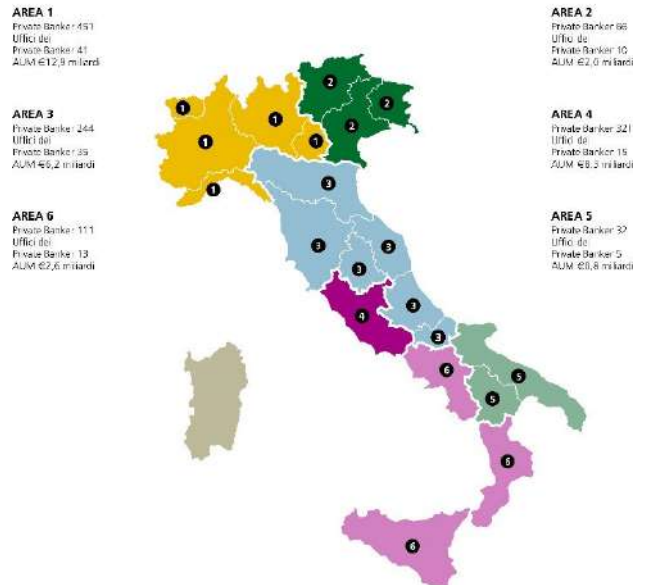 AREA 1
Private Banker 451
Uffici dei
Private Banker 41
AUM €12,9 miliardi
AREA 2
Private Banker 66
Uffici dei
Private Banker 10
AUM €2,0 miliardi
AREA 3
Private Banker 244
Uffici dei
Private Banker 35
AUM €6,2 miliardi
AREA 4
Private Banker 321
Uffici dei
Private Banker 15
AUM €8,3 miliardi
AREA 6
Private Banker 111
Uffici dei
Private Banker 13
AUM €2,6 miliardi
AREA 5
Private Banker 32
Uffici dei
Private Banker 5
AUM €0,8 miliardi
2
2
1
1
2
1
1
3
1
3
3
3
3
4
3
6
5
5
6
6